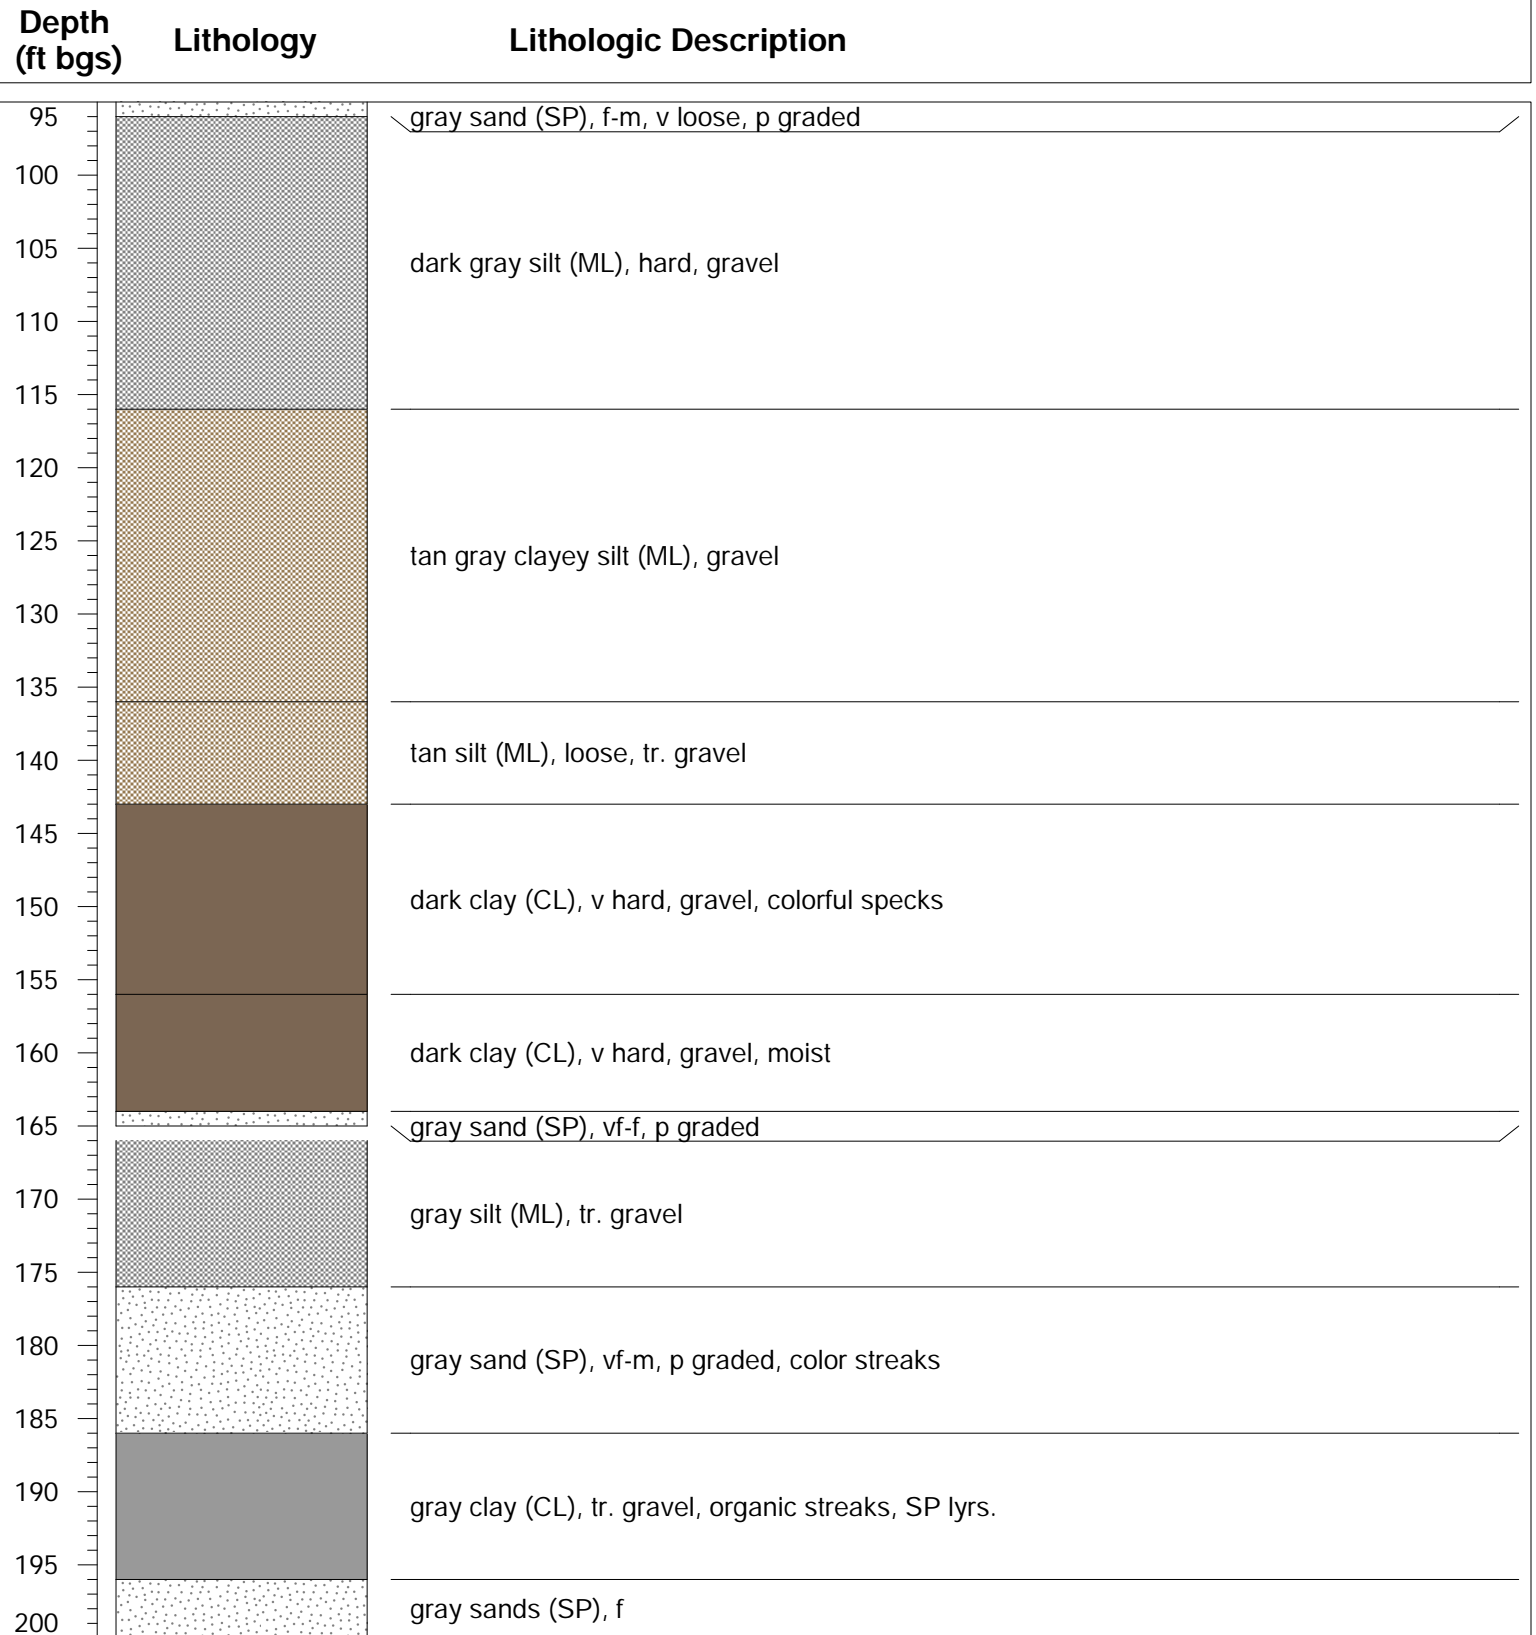 Depth
(ft bgs)
Lithology
Lithologic Description
95
gray sand (SP), f-m, v loose, p graded
100
105
dark gray silt (ML), hard, gravel
110
115
120
125
tan gray clayey silt (ML), gravel
130
135
140
tan silt (ML), loose, tr. gravel
145
150
dark clay (CL), v hard, gravel, colorful specks
155
160
dark clay (CL), v hard, gravel, moist
165
gray sand (SP), vf-f, p graded
170
gray silt (ML), tr. gravel
175
180
gray sand (SP), vf-m, p graded, color streaks
185
190
gray clay (CL), tr. gravel, organic streaks, SP lyrs.
195
gray sands (SP), f
200